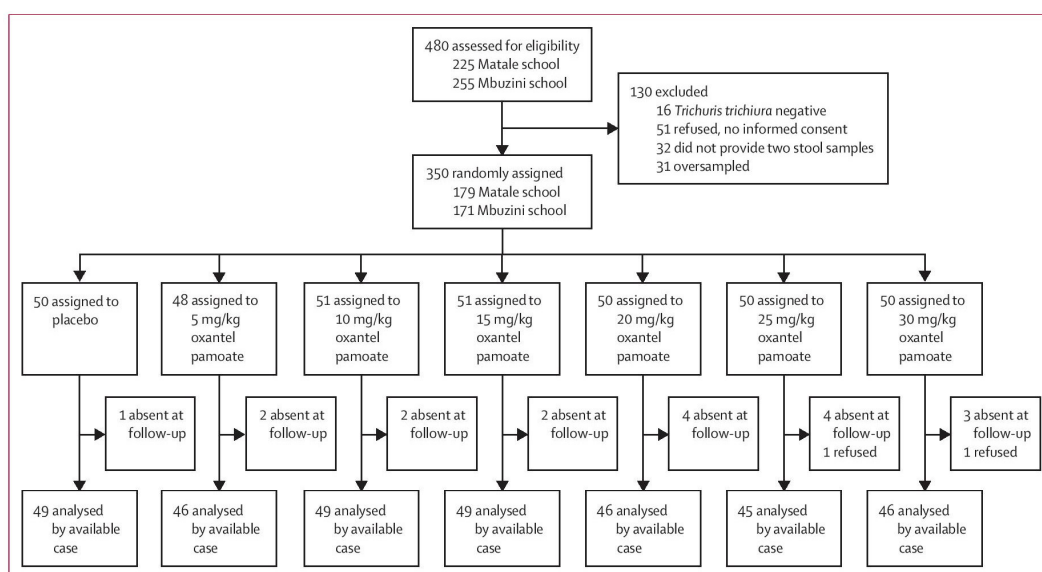 480 assessed for eligibility
225 Matale school
255 Mbuzini school
130 excluded
16 Trichuris trichiura negative
51 refused, no informed consent
32 did not provide two stool samples
31 oversampled
350 randomly assigned
179 Matale school
171 Mbuzini school
50 assigned to
placebo
48 assigned to
5 mg/kg
oxantel
pamoate
51 assigned to
10 mg/kg
oxantel
pamoate
51 assigned to
15 mg/kg
oxantel
pamoate
50 assigned to
20 mg/kg
oxantel
pamoate
50 assigned to
25 mg/kg
oxantel
pamoate
50 assigned to
30 mg/kg
oxantel
pamoate
1 absent at
follow-up
2 absent at
follow-up
2 absent at
follow-up
2 absent at
follow-up
4 absent at
follow-up
4 absent at
follow-up
1 refused
3 absent at
follow-up
1 refused
49 analysed
by available
case
46 analysed
by available
case
49 analysed
by available
case
49 analysed
by available
case
46 analysed
by available
case
45 analysed
by available
case
46 analysed
by available
case